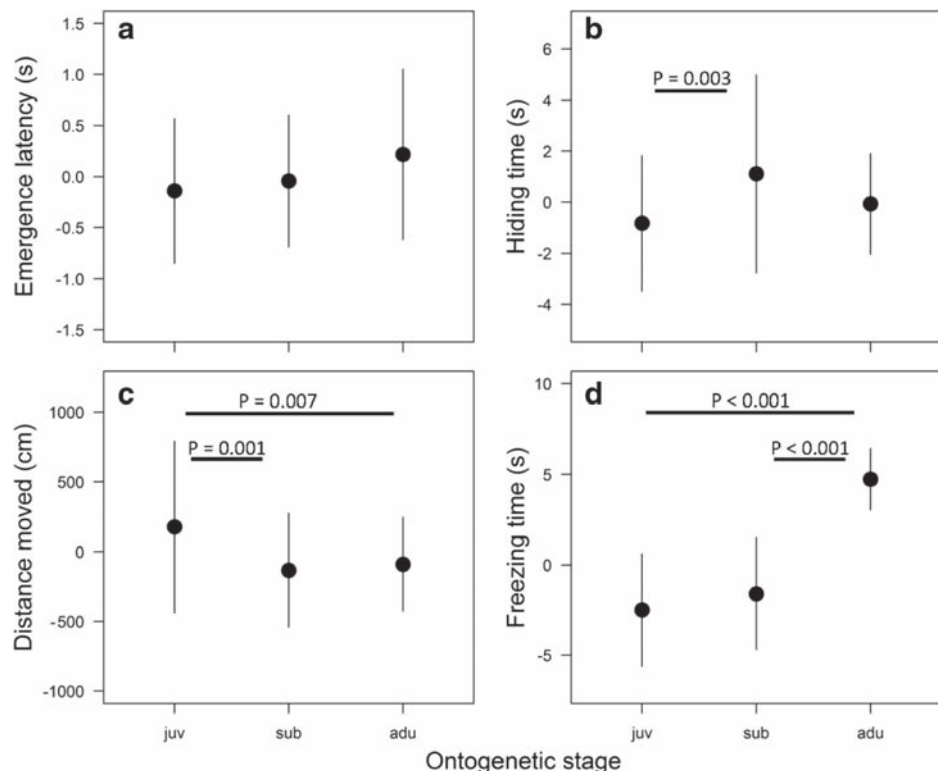 a
Emergence latency (s)
1.5
1.0
0.5
0.0
-0.5
-1.0
-1.5
b
Hiding time (s)
6
4
2
0
-2
-4
P = 0.003
c
Distance moved (cm)
1000
500
0
-500
-1000
P = 0.007
P = 0.001
juv sub adu
d
Freezing time (s)
10
5
0
-5
P < 0.001
P < 0.001
juv sub adu
Ontogenetic stage